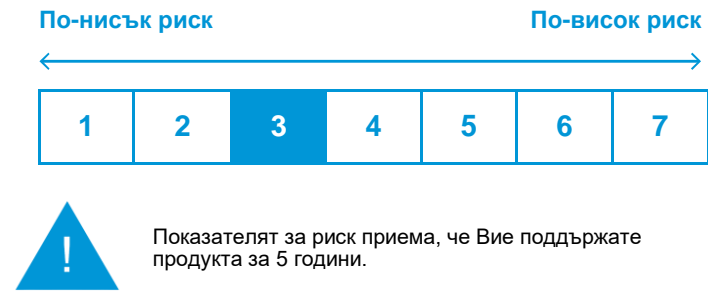 По-нисък риск По-висок риск
1 2 3 4 5 6 7
! Показателят за риск приема, че Вие поддържате
продукта за 5 години.